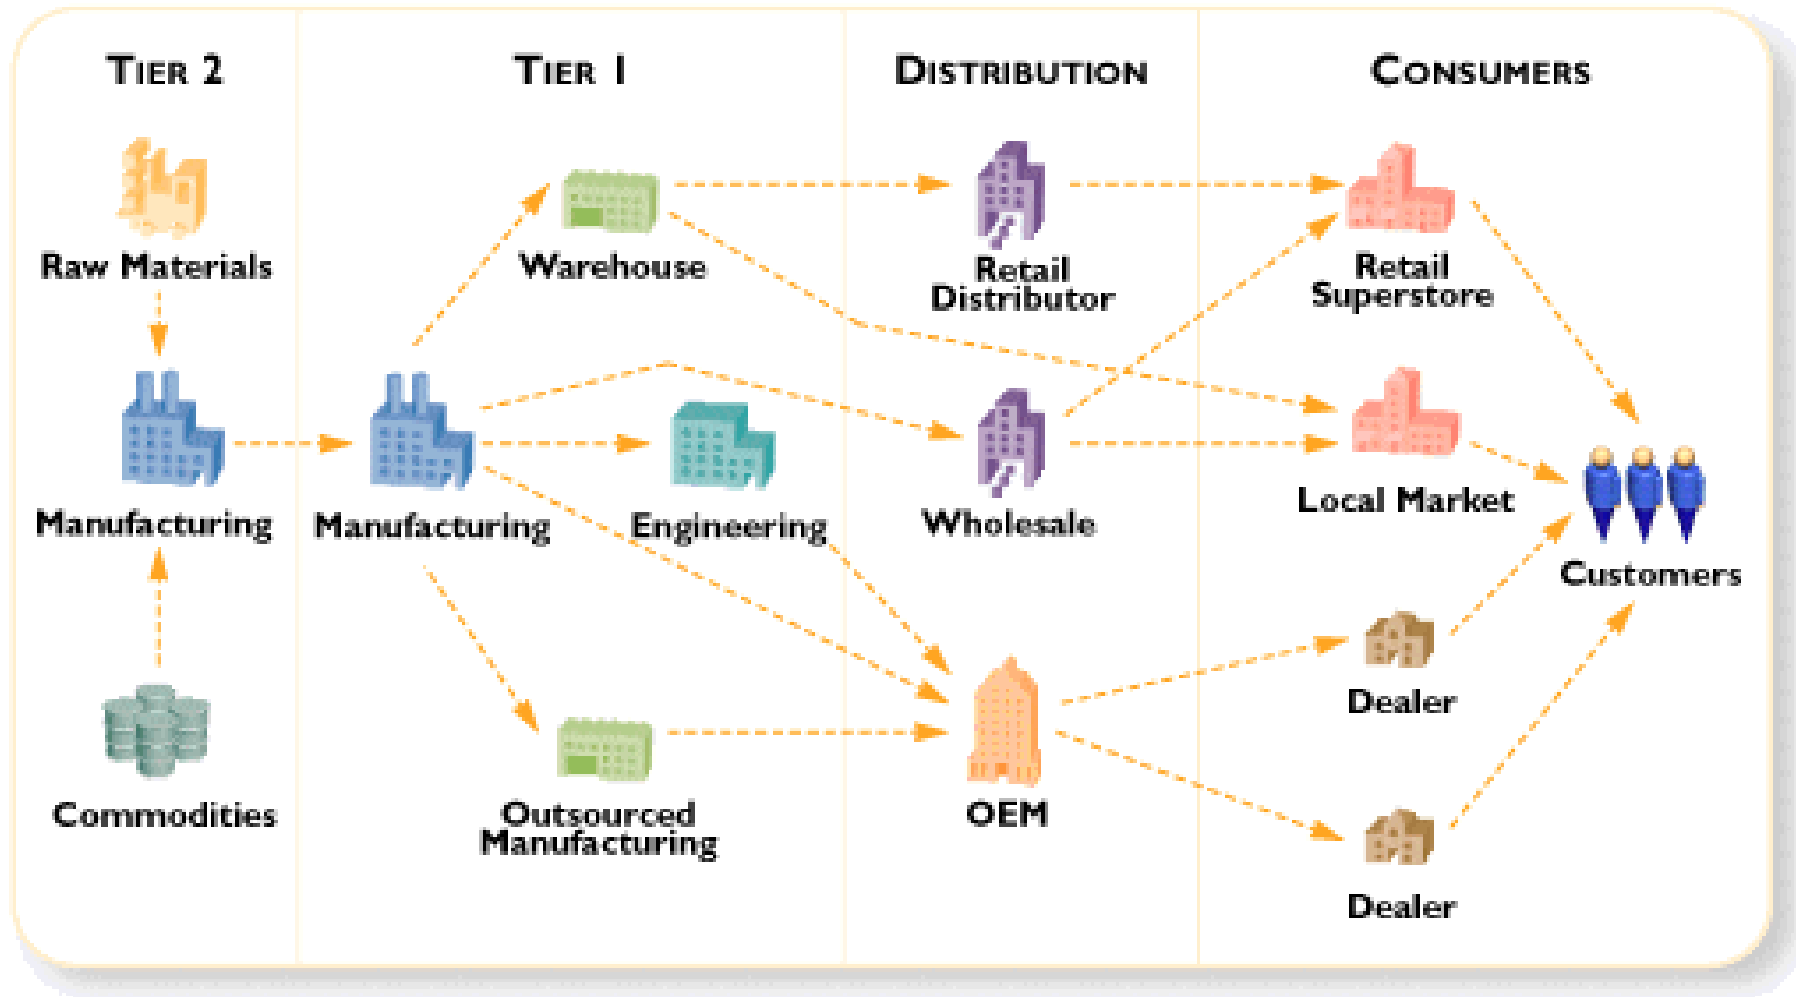 TIER 2
TIER 1
DISTRIBUTION
CONSUMERS
Raw Materials
Warehouse
Retail
Distributor
Retail
Superstore
Manufacturing
Manufacturing
Engineering
Wholesale
Local Market
Customers
Commodities
Outsourced
Manufacturing
OEM
Dealer
Dealer